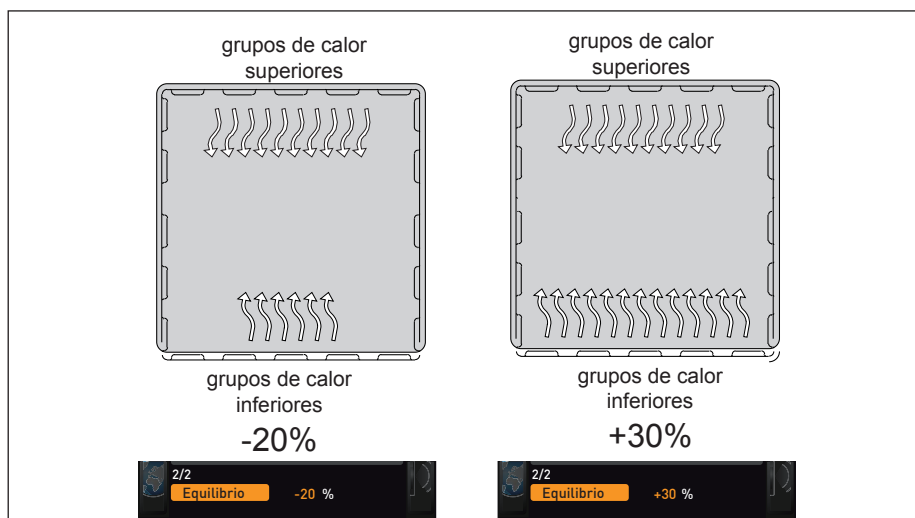 grupos de calor
superiores
grupos de calor
inferiores
-20%
2/2
Equilibrio -20 %
grupos de calor
superiores
grupos de calor
inferiores
+30%
2/2
Equilibrio +30 %